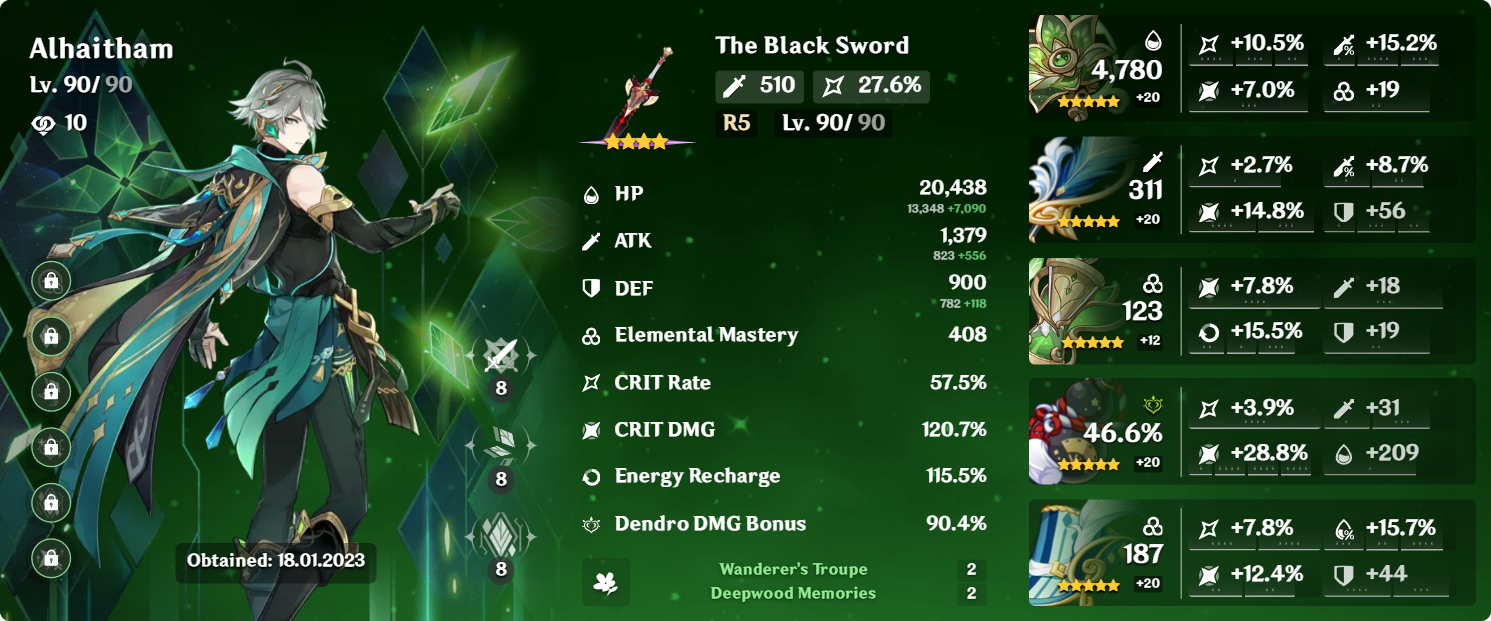 Alhaitham
Lv. 90/ 90
10
Obtained: 18.01.2023
8
8
8
The Black Sword
510 27.6%
R5 Lv. 90/ 90
HP 20,438
13,348 +7,090
ATK 1,379
823 +556
DEF 900
782 +118
Elemental Mastery 408
CRIT Rate 57.5%
CRIT DMG 120.7%
Energy Recharge 115.5%
Dendro DMG Bonus 90.4%
Wanderer's Troupe 2
Deepwood Memories 2
4,780
+20
+10.5% +15.2%
+7.0% +19
311
+20
+2.7% +8.7%
+14.8% +56
123
+12
+7.8% +18
+15.5% +19
46.6%
+20
+3.9% +31
+28.8% +209
187
+20
+7.8% +15.7%
+12.4% +44